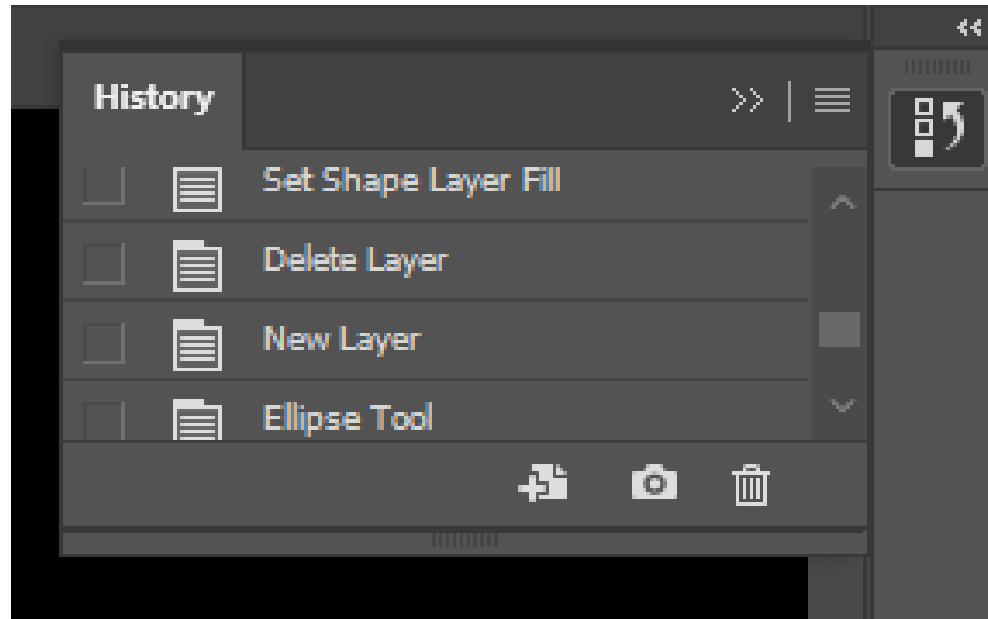 History
Set Shape Layer Fill
Delete Layer
New Layer
Ellipse Tool